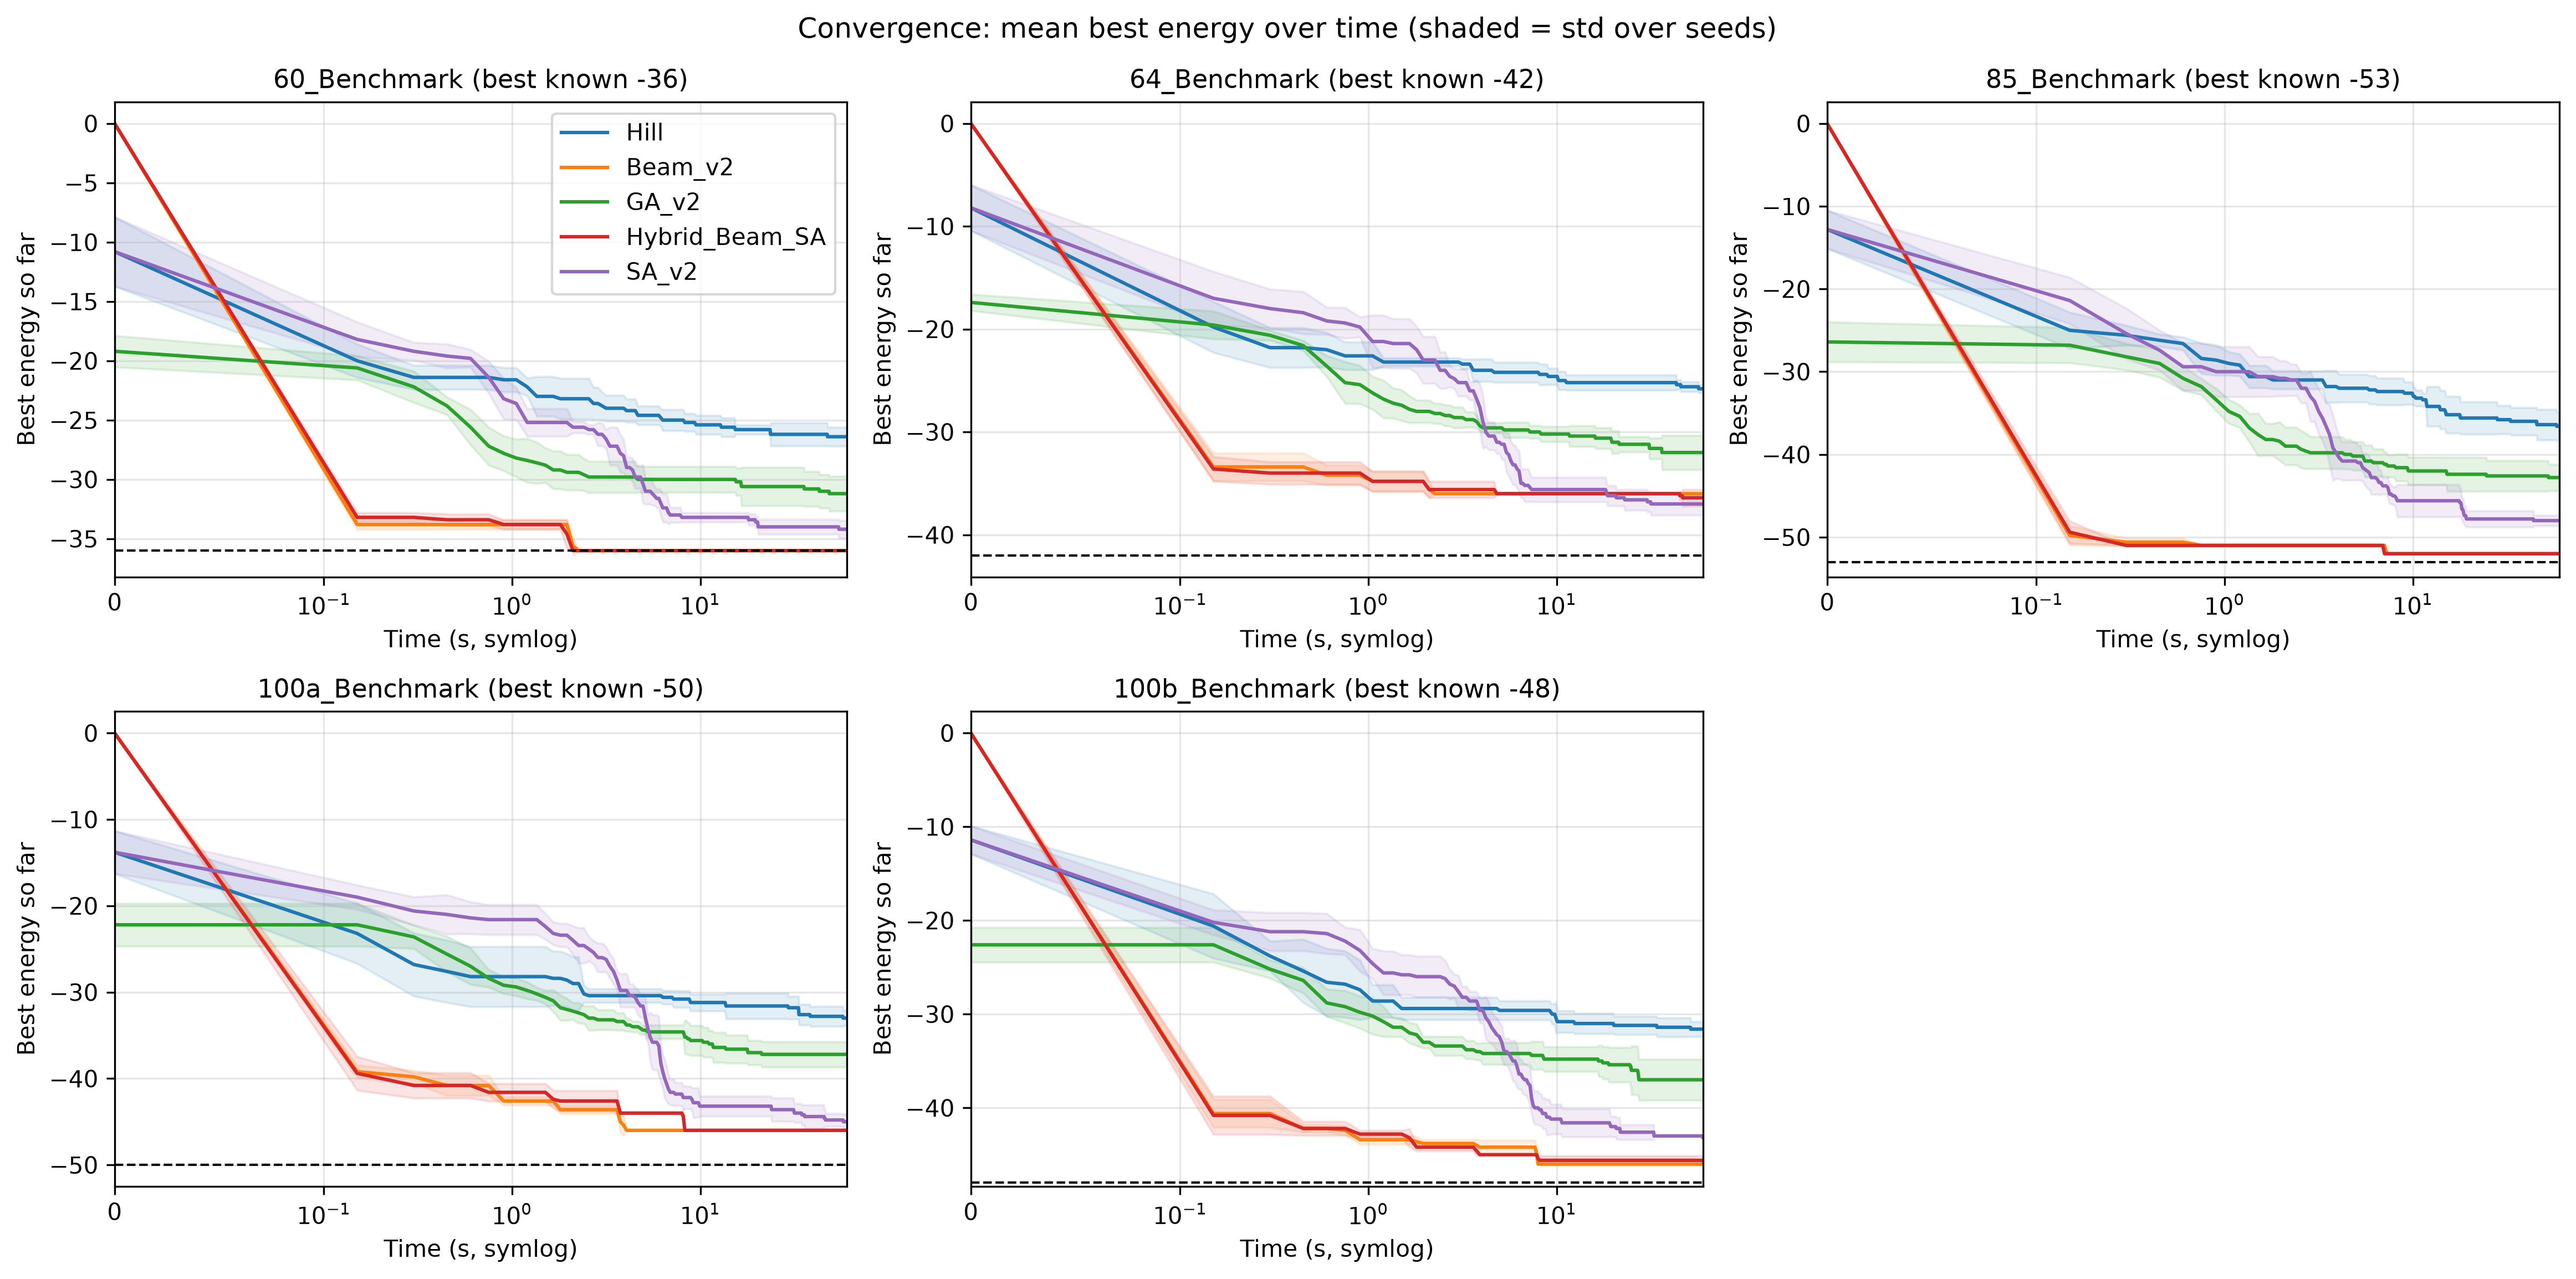 Convergence: mean best energy over time (shaded = std over seeds)
60_Benchmark (best known -36)
0
−5
−10
−15
−20
−25
−30
−35
Best energy so far
Hill
Beam_v2
GA_v2
Hybrid_Beam_SA
SA_v2
0
10⁻¹
10⁰
10¹
Time (s, symlog)
64_Benchmark (best known -42)
0
−10
−20
−30
−40
Best energy so far
0
10⁻¹
10⁰
10¹
Time (s, symlog)
85_Benchmark (best known -53)
0
−10
−20
−30
−40
−50
Best energy so far
0
10⁻¹
10⁰
10¹
Time (s, symlog)
100a_Benchmark (best known -50)
0
−10
−20
−30
−40
−50
Best energy so far
0
10⁻¹
10⁰
10¹
Time (s, symlog)
100b_Benchmark (best known -48)
0
−10
−20
−30
−40
Best energy so far
0
10⁻¹
10⁰
10¹
Time (s, symlog)